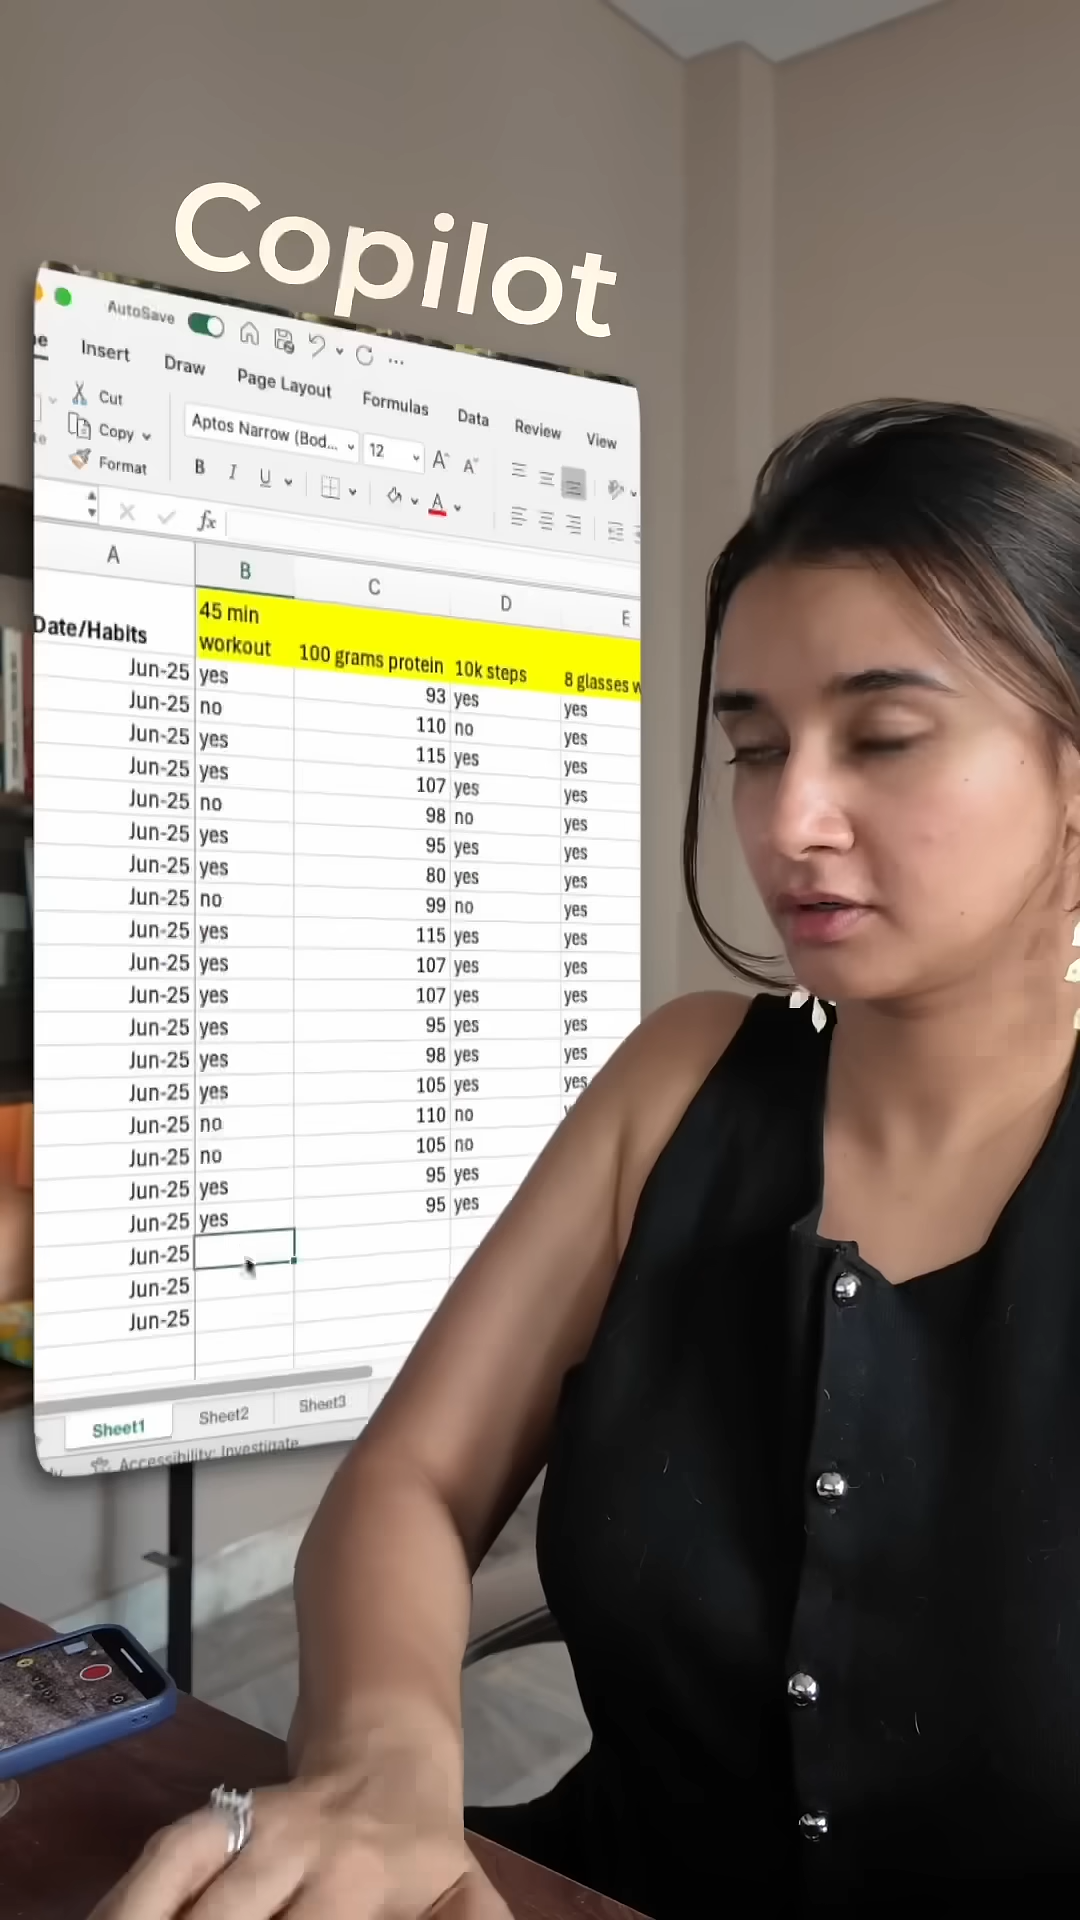 Copilot
AutoSave
Insert Draw Page Layout Formulas Data Review View
Cut
Copy
Format
Aptos Narrow (Bod... 12
B I U A
fx
A B C D E
Date/Habits 45 min workout 100 grams protein 10k steps 8 glasses
Jun-25 yes 93 yes yes
Jun-25 no 110 no yes
Jun-25 yes 115 yes yes
Jun-25 yes 107 yes yes
Jun-25 no 98 no yes
Jun-25 yes 95 yes yes
Jun-25 yes 80 yes yes
Jun-25 no 99 no yes
Jun-25 yes 115 yes yes
Jun-25 yes 107 yes yes
Jun-25 yes 107 yes yes
Jun-25 yes 95 yes yes
Jun-25 yes 98 yes yes
Jun-25 yes 105 yes yes
Jun-25 no 110 no
Jun-25 no 105 no
Jun-25 yes 95 yes
Jun-25 yes 95 yes
Jun-25
Jun-25
Jun-25
Sheet1 Sheet2 Sheet3
Accessibility: Investigate